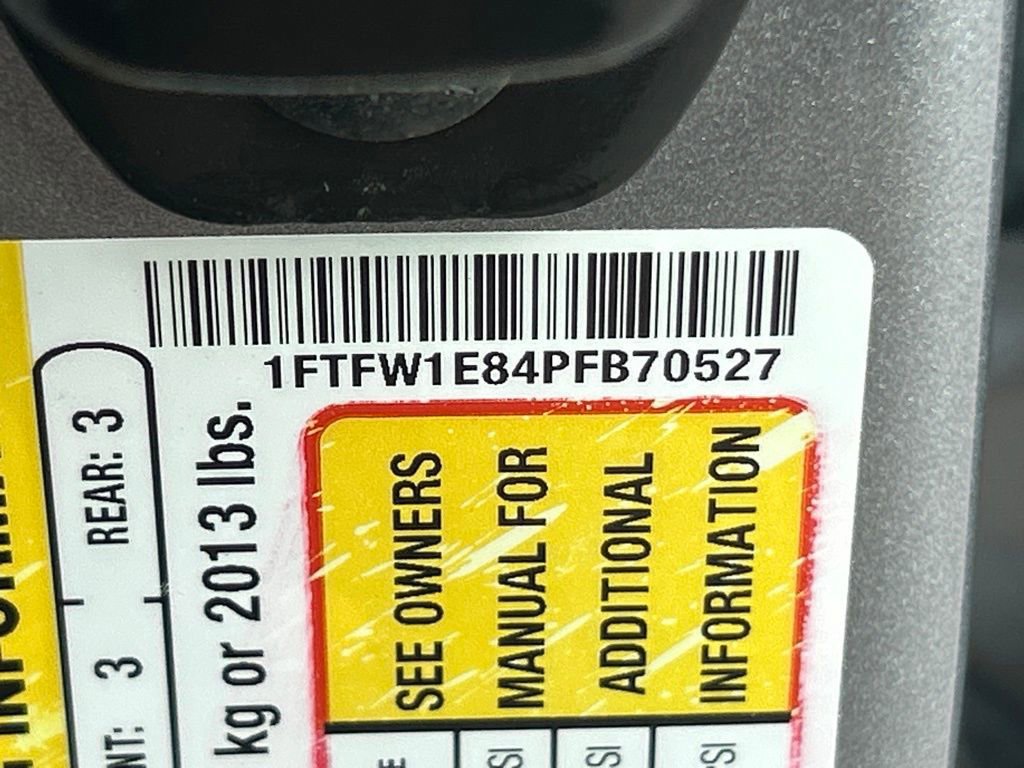 1FTFW1E84PFB70527
REAR: 3
3
kg or 2013 lbs.
SEE OWNERS
MANUAL FOR
ADDITIONAL
INFORMATION